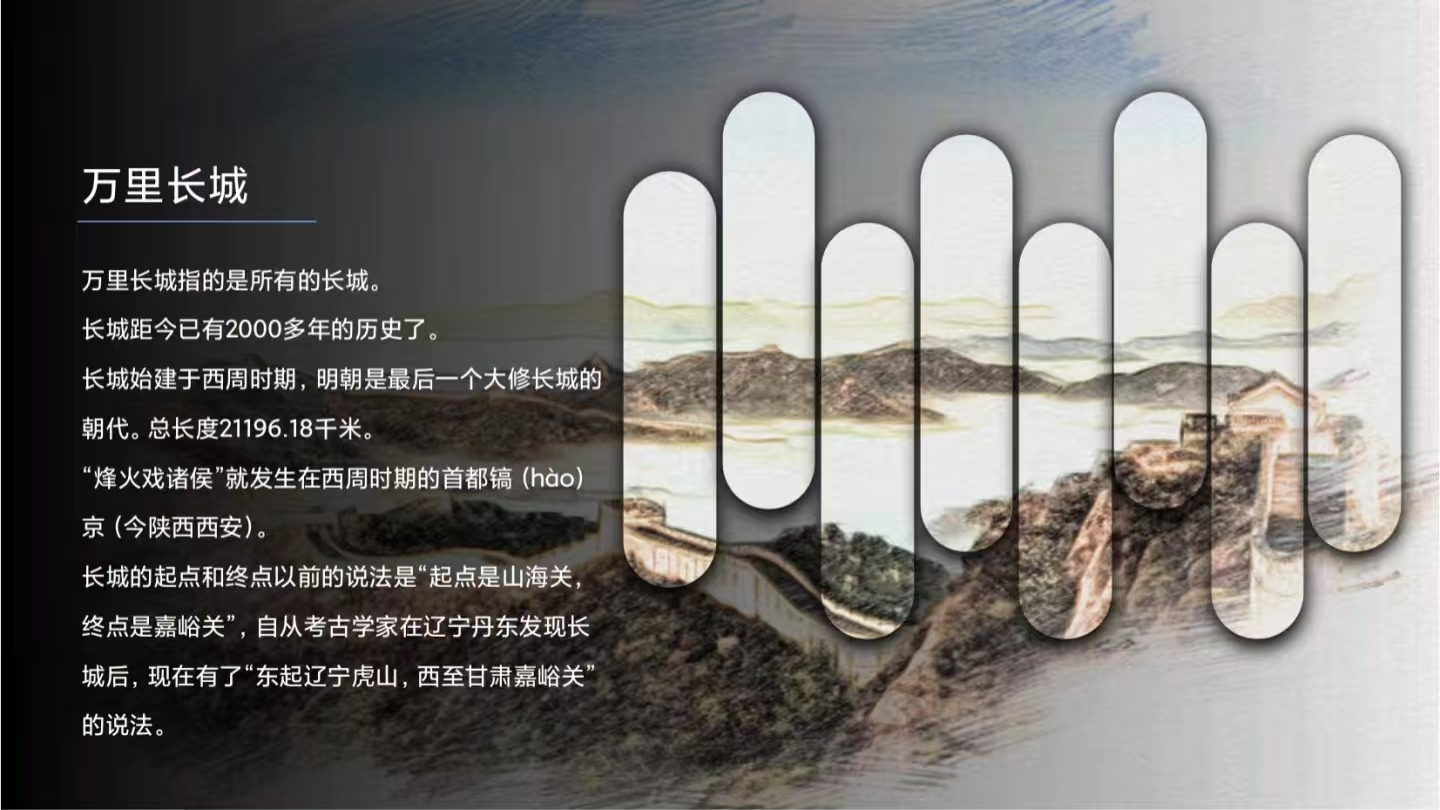 万里长城
万里长城指的是所有的长城。
长城距今已有2000多年的历史了。
长城始建于西周时期，明朝是最后一个大修长城的
朝代。总长度21196.18千米。
“烽火戏诸侯”就发生在西周时期的首都镐（hào）
京（今陕西西安）。
长城的起点和终点以前的说法是“起点是山海关，
终点是嘉峪关”，自从考古学家在辽宁丹东发现长
城后，现在有了“东起辽宁虎山，西至甘肃嘉峪关”
的说法。